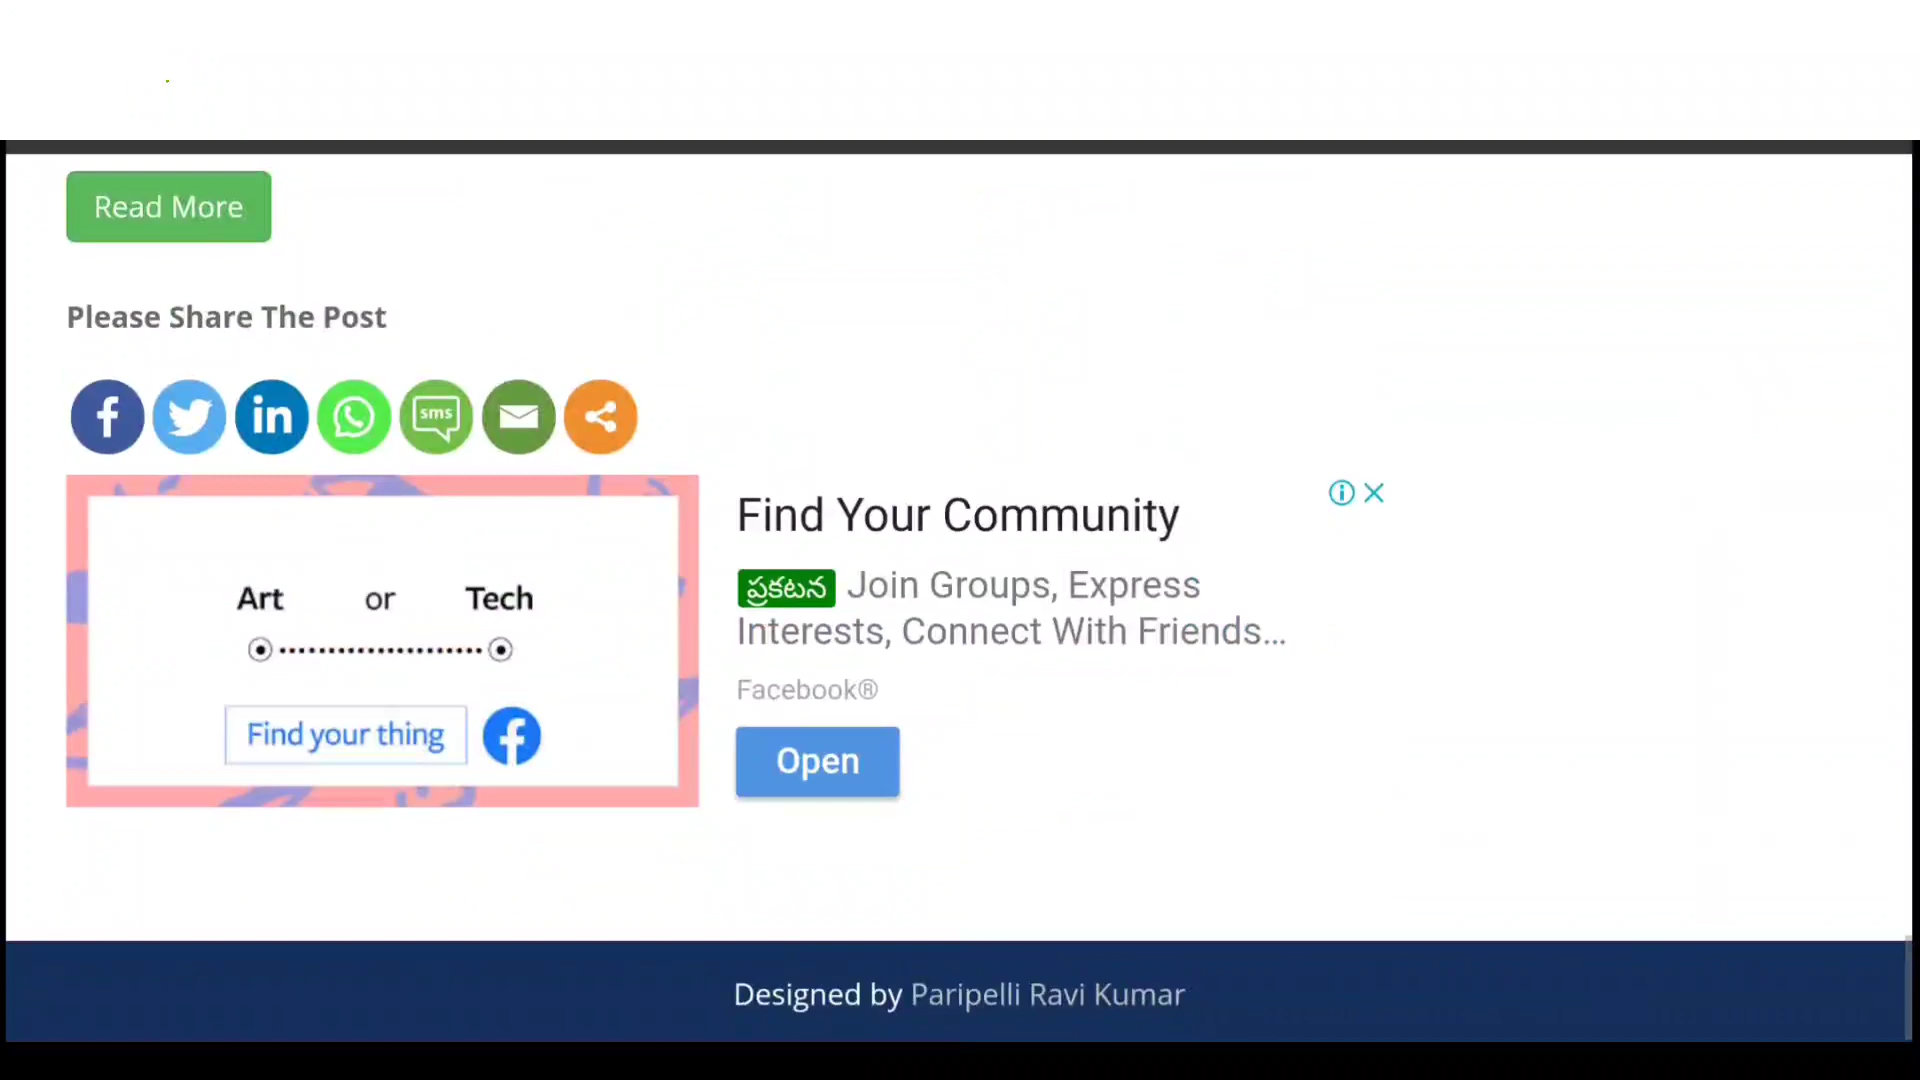 Read More
Please Share The Post
sms
Art or Tech
Find your thing
Find Your Community
ప్రకటన Join Groups, Express
Interests, Connect With Friends...
Facebook®
Open
Designed by Paripelli Ravi Kumar